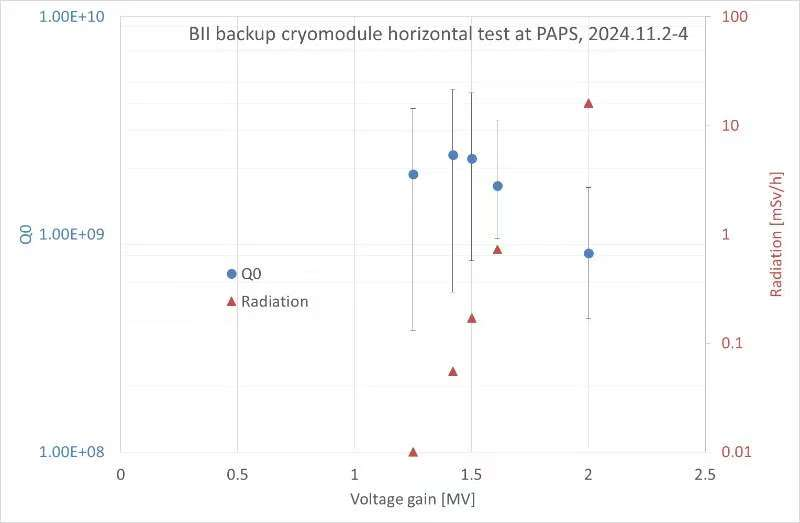 BII backup cryomodule horizontal test at PAPS, 2024.11.2-4
1.00E+10
1.00E+09
1.00E+08
Q0
100
10
1
0.1
0.01
Radiation [mSv/h]
Q0
Radiation
0 0.5 1 1.5 2 2.5
Voltage gain [MV]